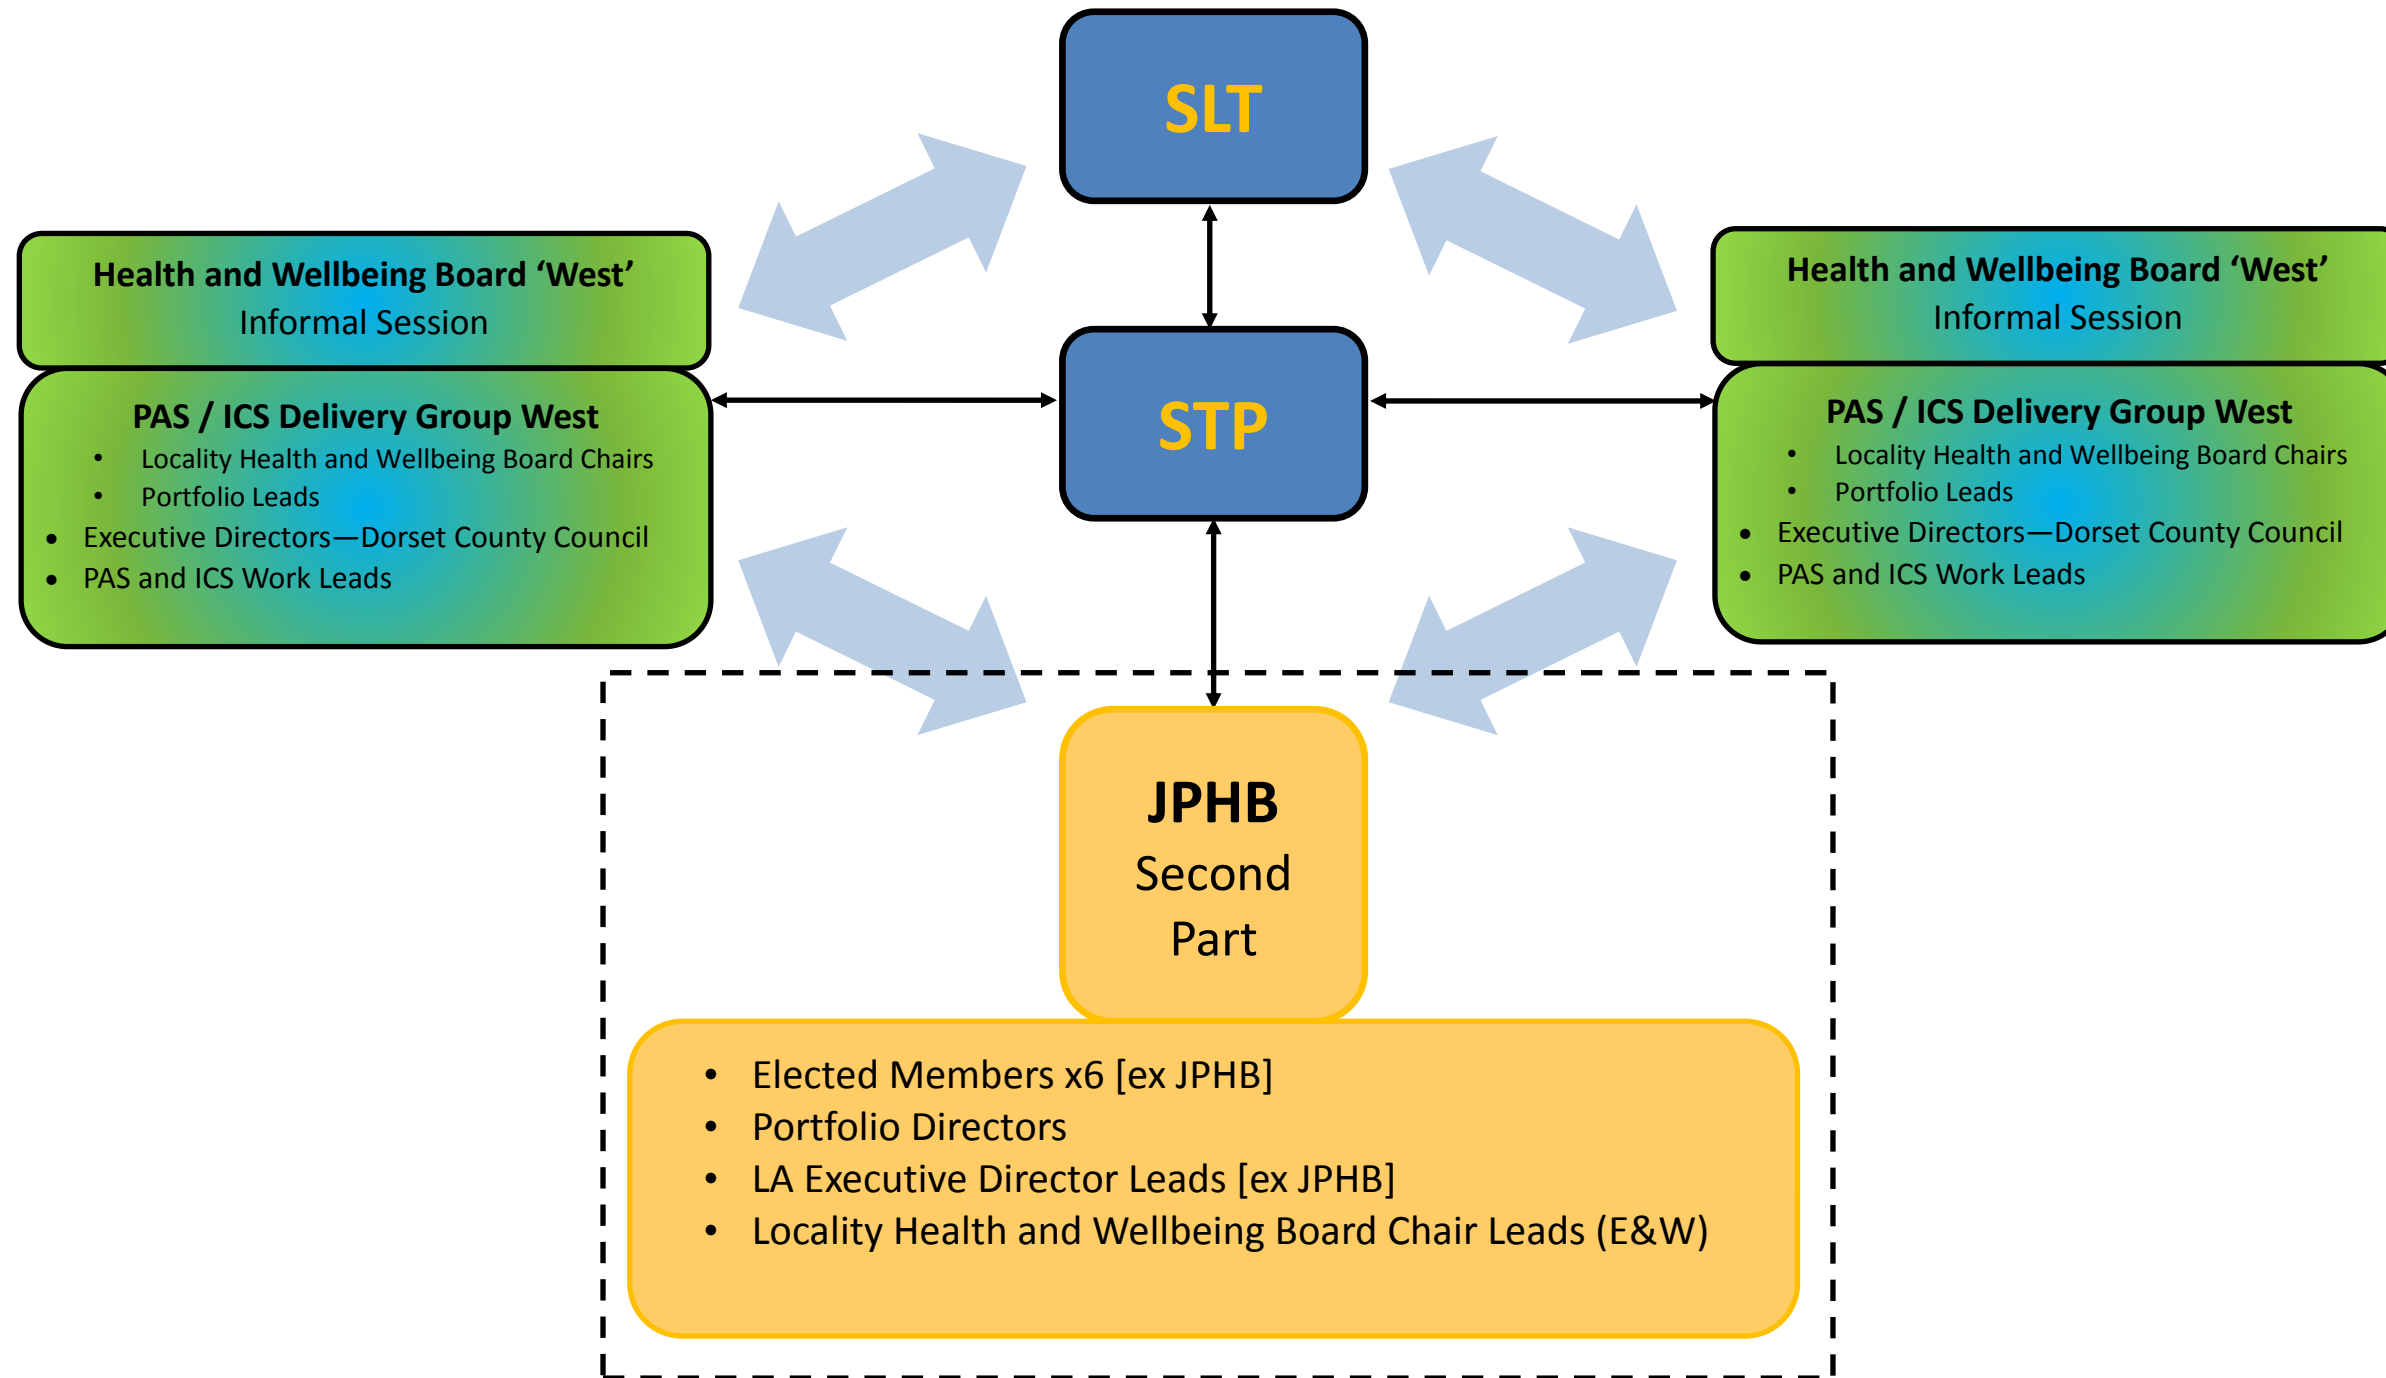 SLT
Health and Wellbeing Board ‘West’
Informal Session
PAS / ICS Delivery Group West
• Locality Health and Wellbeing Board Chairs
• Portfolio Leads
• Executive Directors—Dorset County Council
• PAS and ICS Work Leads
STP
Health and Wellbeing Board ‘West’
Informal Session
PAS / ICS Delivery Group West
• Locality Health and Wellbeing Board Chairs
• Portfolio Leads
• Executive Directors—Dorset County Council
• PAS and ICS Work Leads
JPHB
Second
Part
• Elected Members x6 [ex JPHB]
• Portfolio Directors
• LA Executive Director Leads [ex JPHB]
• Locality Health and Wellbeing Board Chair Leads (E&W)